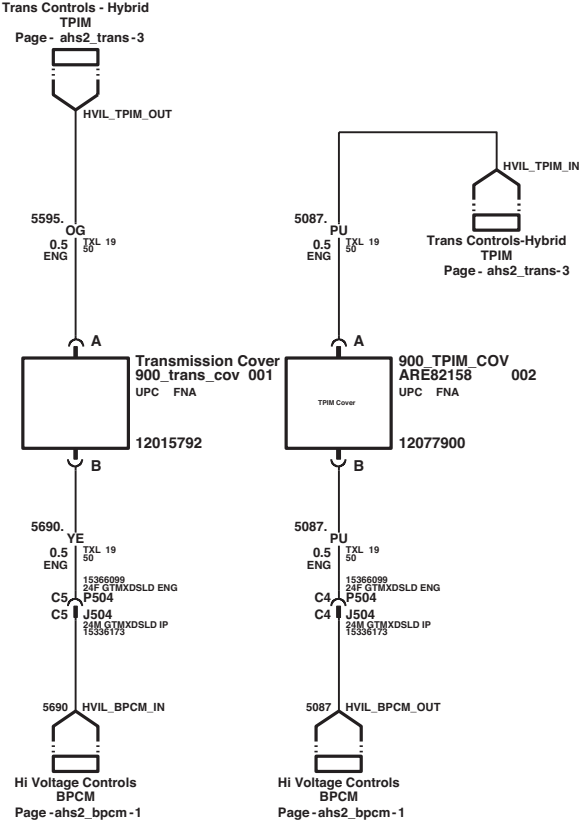 Trans Controls - Hybrid
TPIM
Page - ahs2_trans-3
HVIL_TPIM_OUT
5595.
OG
0.5
ENG
TXL 19
50
A
Transmission Cover
900_trans_cov 001
UPC FNA
12015792
B
5690.
YE
0.5
ENG
TXL 19
50
15366099
24F GTMXDSLD ENG
C5 P504
C5 J504
24M GTMXDSLD IP
15336173
5690 HVIL_BPCM_IN
Hi Voltage Controls
BPCM
Page -ahs2_bpcm-1
HVIL_TPIM_IN
Trans Controls-Hybrid
TPIM
Page - ahs2_trans-3
5087.
PU
0.5
ENG
TXL 19
50
A
900_TPIM_COV
ARE82158 002
UPC FNA
TPIM Cover
12077900
B
5087.
PU
0.5
ENG
TXL 19
50
15366099
24F GTMXDSLD ENG
C4 P504
C4 J504
24M GTMXDSLD IP
15336173
5087 HVIL_BPCM_OUT
Hi Voltage Controls
BPCM
Page -ahs2_bpcm-1